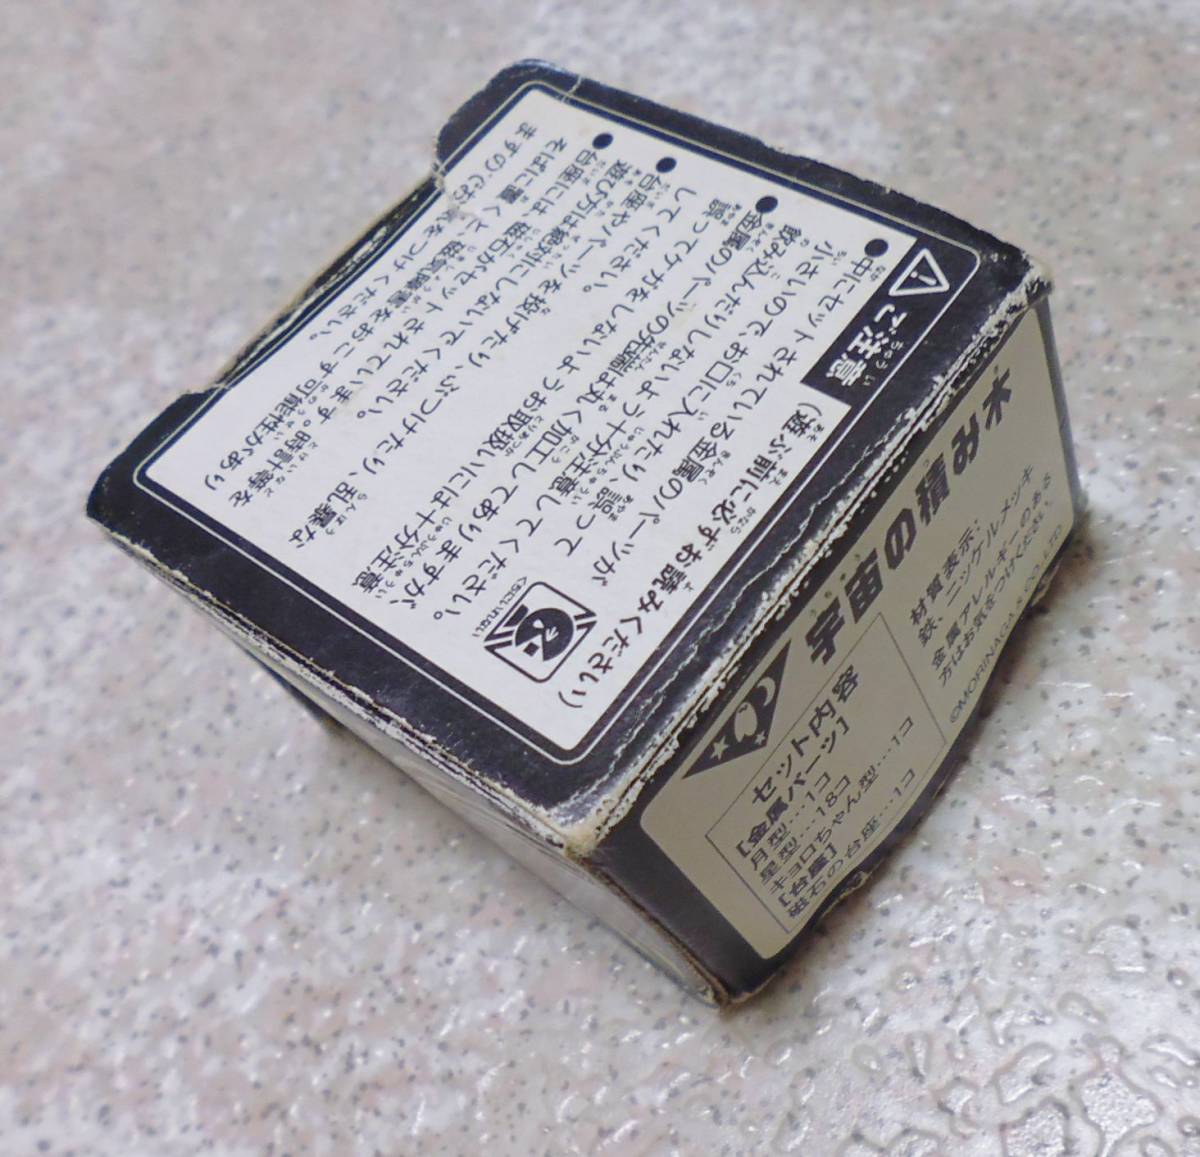 ご注意
(遊ぶ前に必ずお読みください)
●中にセットされている金属のパーツが
小さいので、お口に入れたり、誤って
飲み込んだりしないよう十分注意してください。
●金属のパーツの先端は丸く加工してありますが、
誤ってケガをしないようお取扱いには十分注意
してください。
●台座やパーツを投げたり、ぶつけたり、乱暴な
遊び方は絶対にしないでください。
●台座には、磁石がセットされています。時計等を
そばに置くと、磁気障害をおこす可能性があり
ますのでお気をつけください。
くちにいれない
宇宙の積み木
材質表示:
鉄、ニッケルメッキ
金属アレルギーのある
方はお気をつけください
©MORINAGA & CO.,LTD.
セット内容
[金属パーツ]
月型…1コ
星型…18コ
キョロちゃん型…1コ
[台座]
磁石の台座…1コ